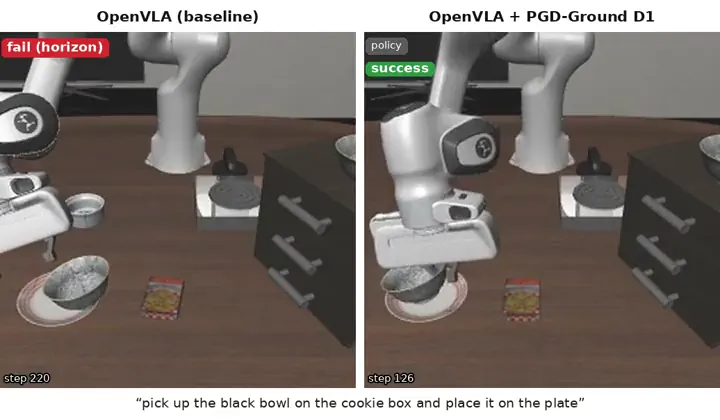 OpenVLA (baseline)
OpenVLA + PGD-Ground D1
fail (horizon)
policy
success
step 220
step 126
“pick up the black bowl on the cookie box and place it on the plate”